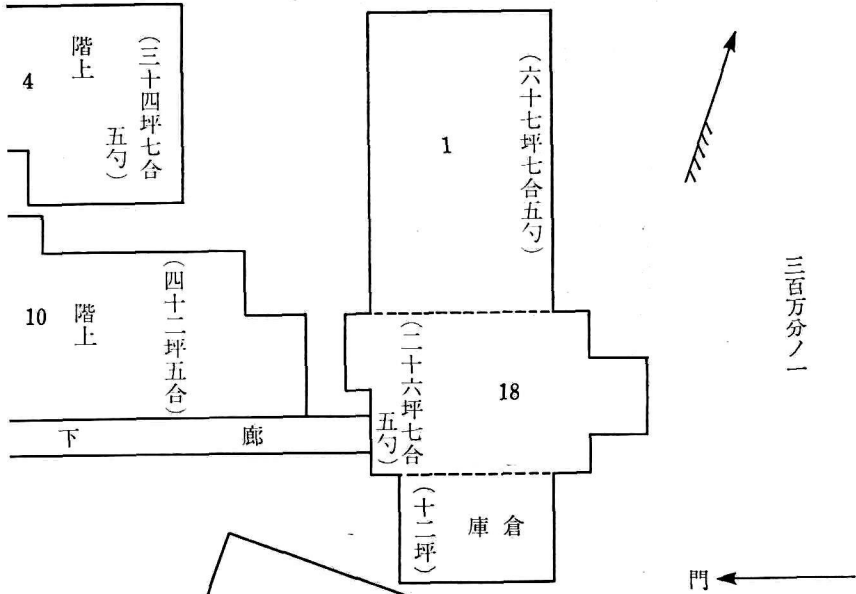 4
階上
(三十四坪七合
五勺)
1
(六十七坪七合五勺)
三百万分ノ一
10
階上
(四十二坪五合)
18
(二十六坪七合
五勺)
下廊
(十二坪)
庫倉
門